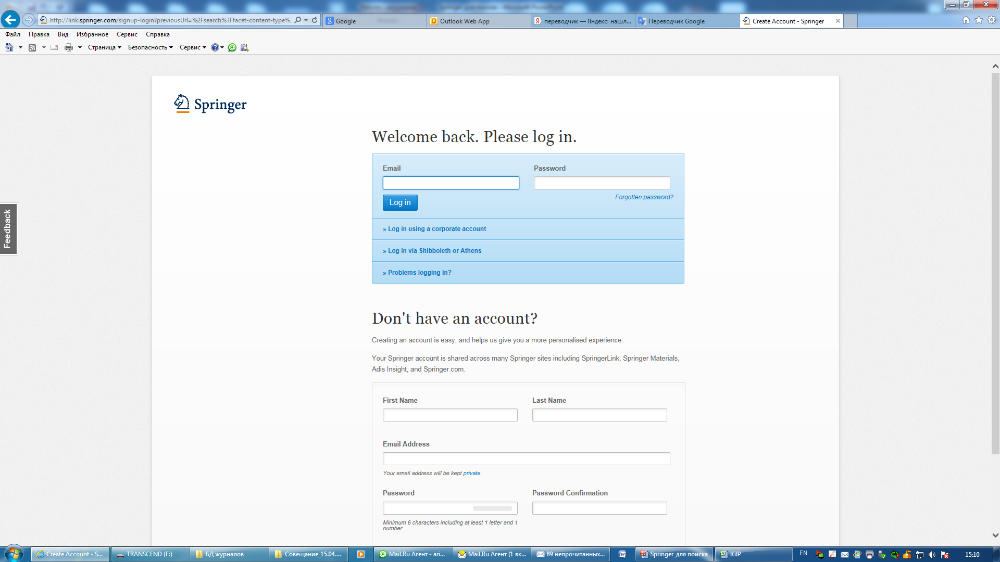 http://link.springer.com/signup-login?previousUrl=%2Fsearch%3Ffacet-content-type%3
Google
Outlook Web App
переводчик — Яндекс: нашл...
Переводчик Google
Create Account - Springer
Файл Правка Вид Избранное Сервис Справка
Страница Безопасность Сервис
Springer
Welcome back. Please log in.
Email Password
Forgotten password?
Log in
» Log in using a corporate account
» Log in via Shibboleth or Athens
» Problems logging in?
Feedback
Don't have an account?
Creating an account is easy, and helps us give you a more personalised experience.
Your Springer account is shared across many Springer sites including SpringerLink, Springer Materials,
Adis Insight, and Springer.com.
First Name Last Name
Email Address
Your email address will be kept private
Password Password Confirmation
Minimum 6 characters including at least 1 letter and 1
number
Create Account - S...
TRANSCEND (F:)
БД журналов
Совещание_15.04....
Mail.Ru Агент - ari...
Mail.Ru Агент (1 вк...
89 непрочитанных...
Springer_для поиска
IGIP
EN
15:10